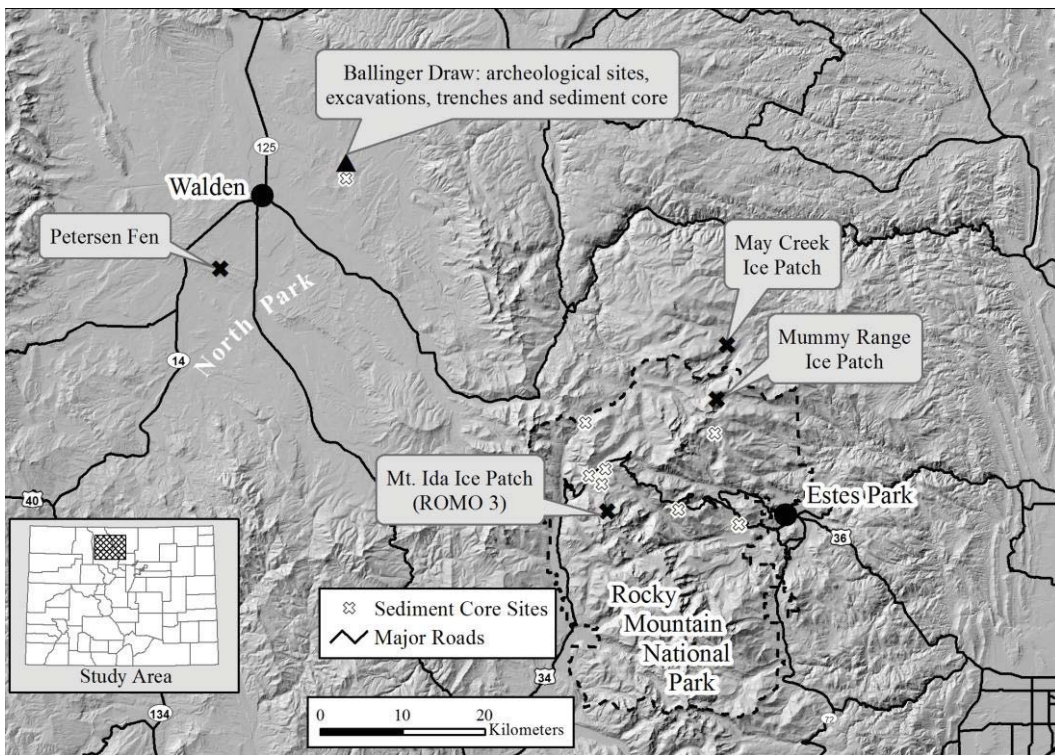 Ballinger Draw: archeological sites,
excavations, trenches and sediment core
125
Walden
Petersen Fen
May Creek
Ice Patch
North Park
Mummy Range
Ice Patch
14
Mt. Ida Ice Patch
(ROMO 3)
40
Estes Park
36
Rocky
Mountain
National
Park
Sediment Core Sites
Major Roads
Study Area
34
0 10 20
Kilometers
134
72